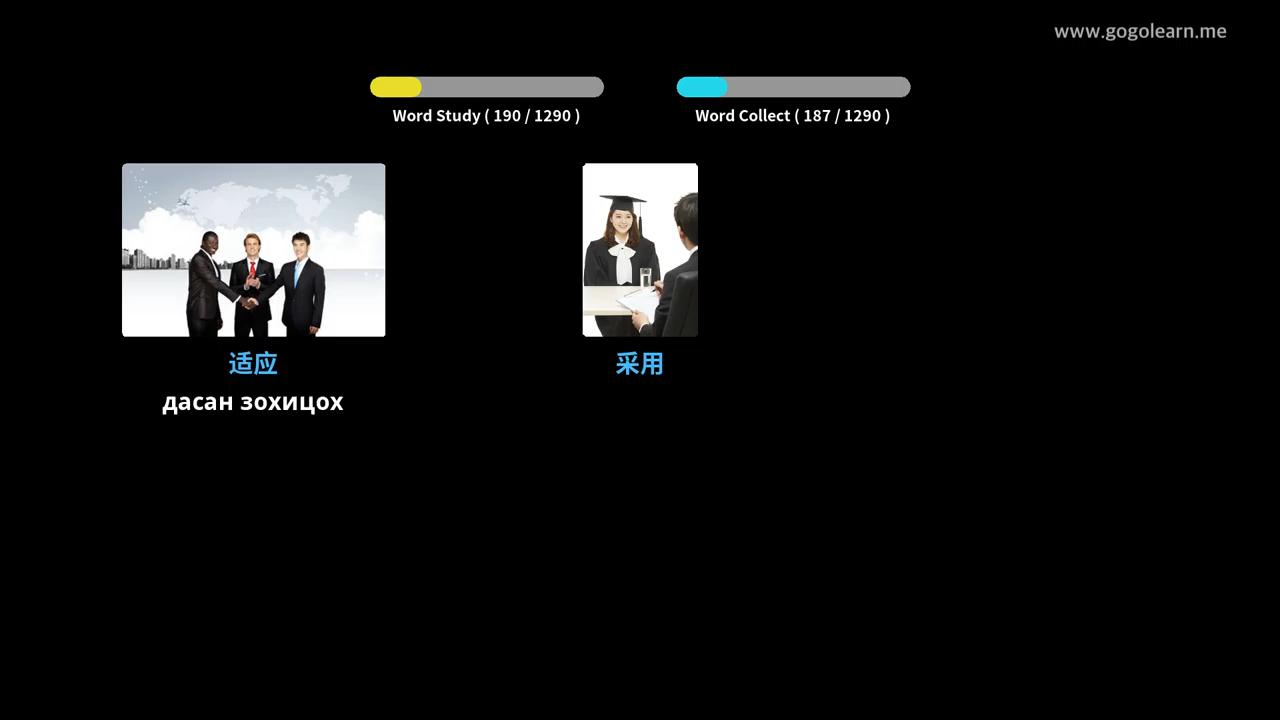 www.gogolearn.me
Word Study ( 190 / 1290 )
Word Collect ( 187 / 1290 )
适应
采用
дасан зохицох